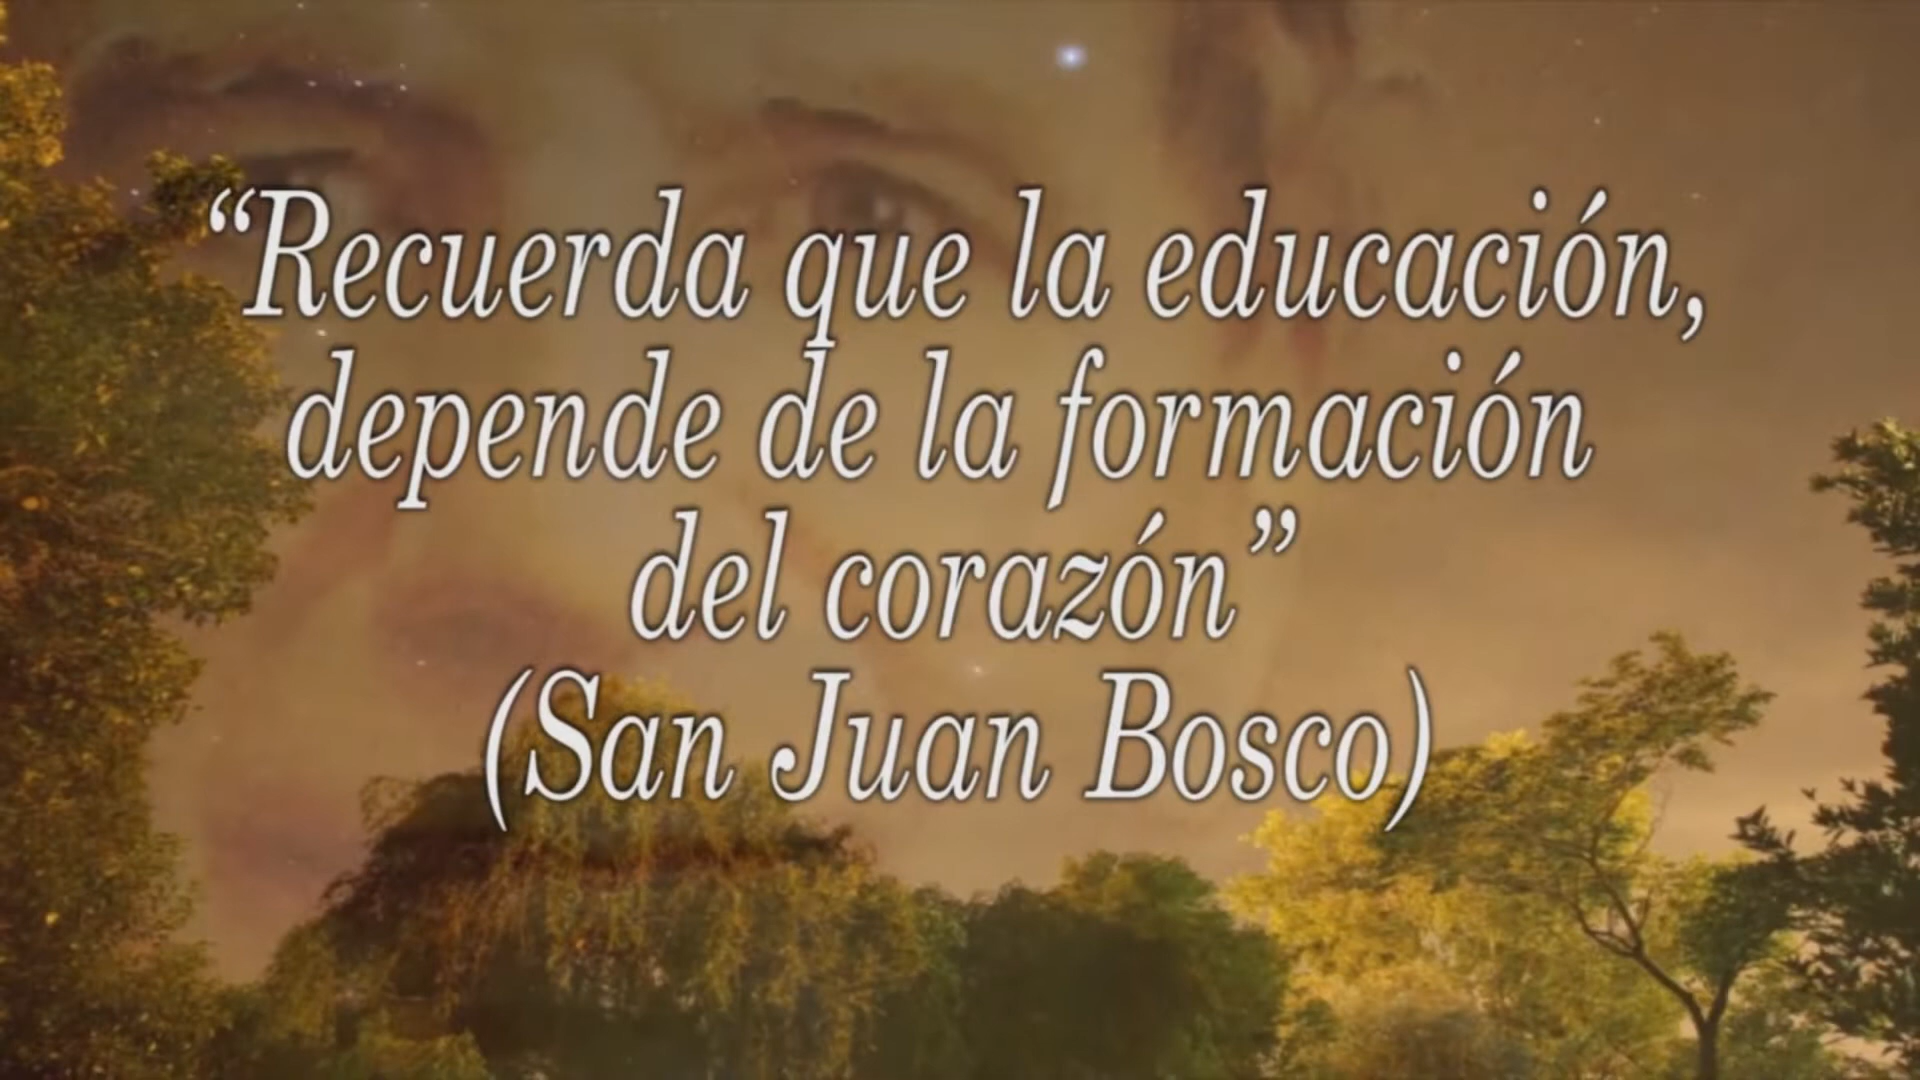 “Recuerda que la educación,
depende de la formación
del corazón”
(San Juan Bosco)